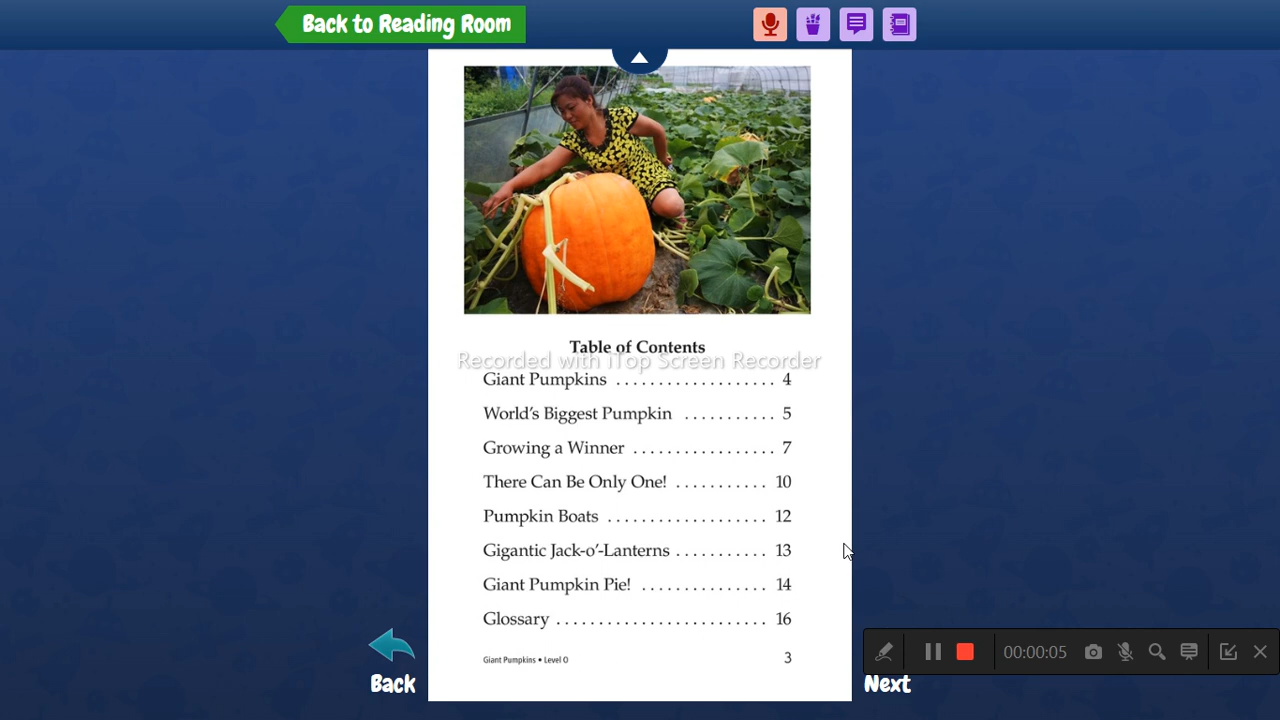 Back to Reading Room
Table of Contents
Recorded with iTop Screen Recorder
Giant Pumpkins . . . . . . . . . . . . . . . . . . . 4
World's Biggest Pumpkin . . . . . . . . . . . 5
Growing a Winner . . . . . . . . . . . . . . . . . 7
There Can Be Only One! . . . . . . . . . . . 10
Pumpkin Boats . . . . . . . . . . . . . . . . . . . 12
Gigantic Jack-o'-Lanterns . . . . . . . . . . . 13
Giant Pumpkin Pie! . . . . . . . . . . . . . . . 14
Glossary . . . . . . . . . . . . . . . . . . . . . . . . . 16
Giant Pumpkins • Level O 3
00:00:05
Back
Next